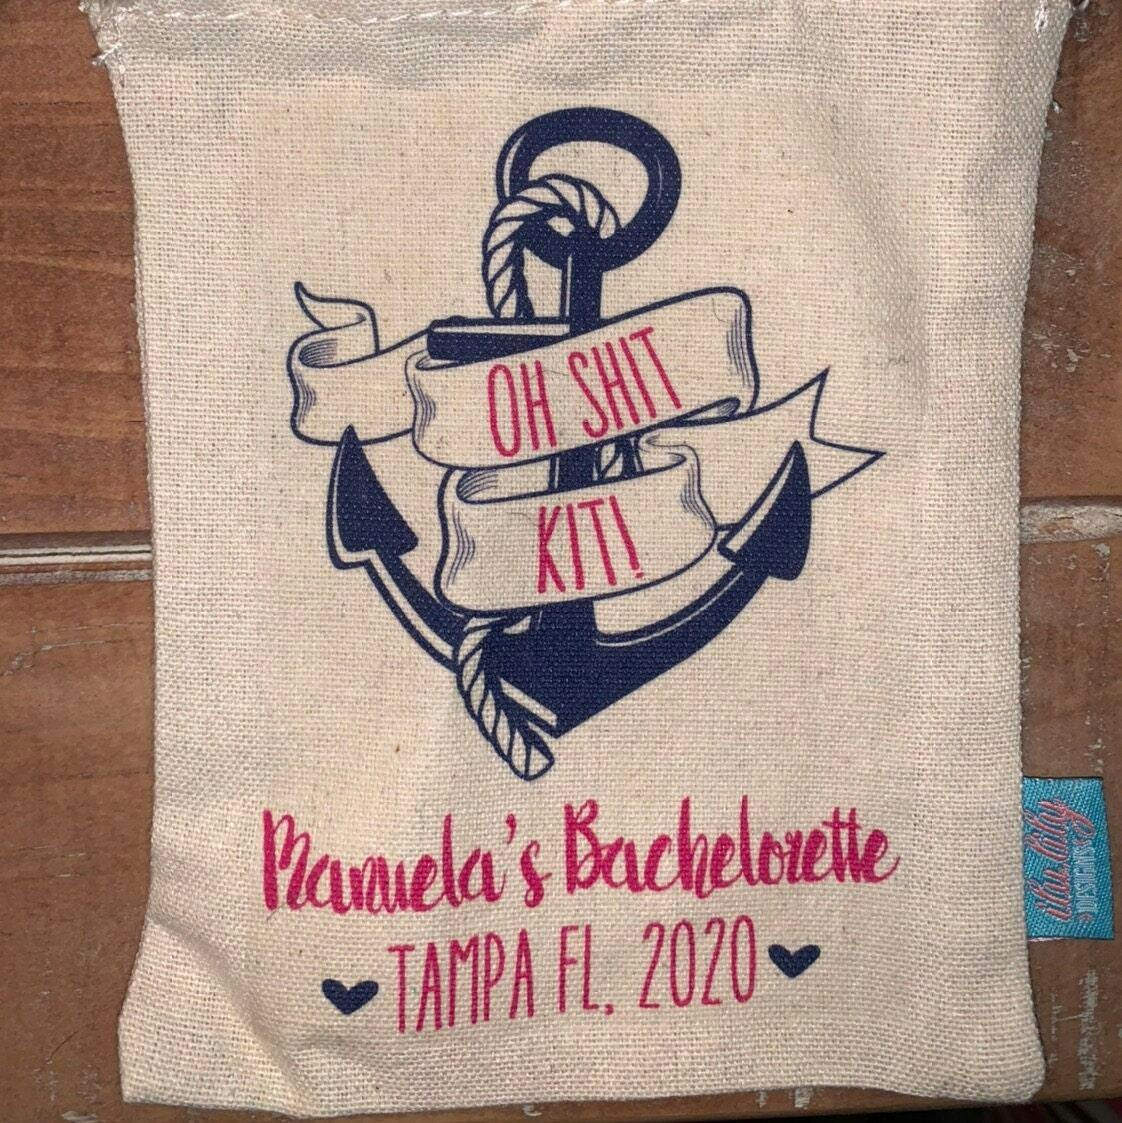 OH SHIT
KIT!
Manuela's Bachelorette
TAMPA FL, 2020